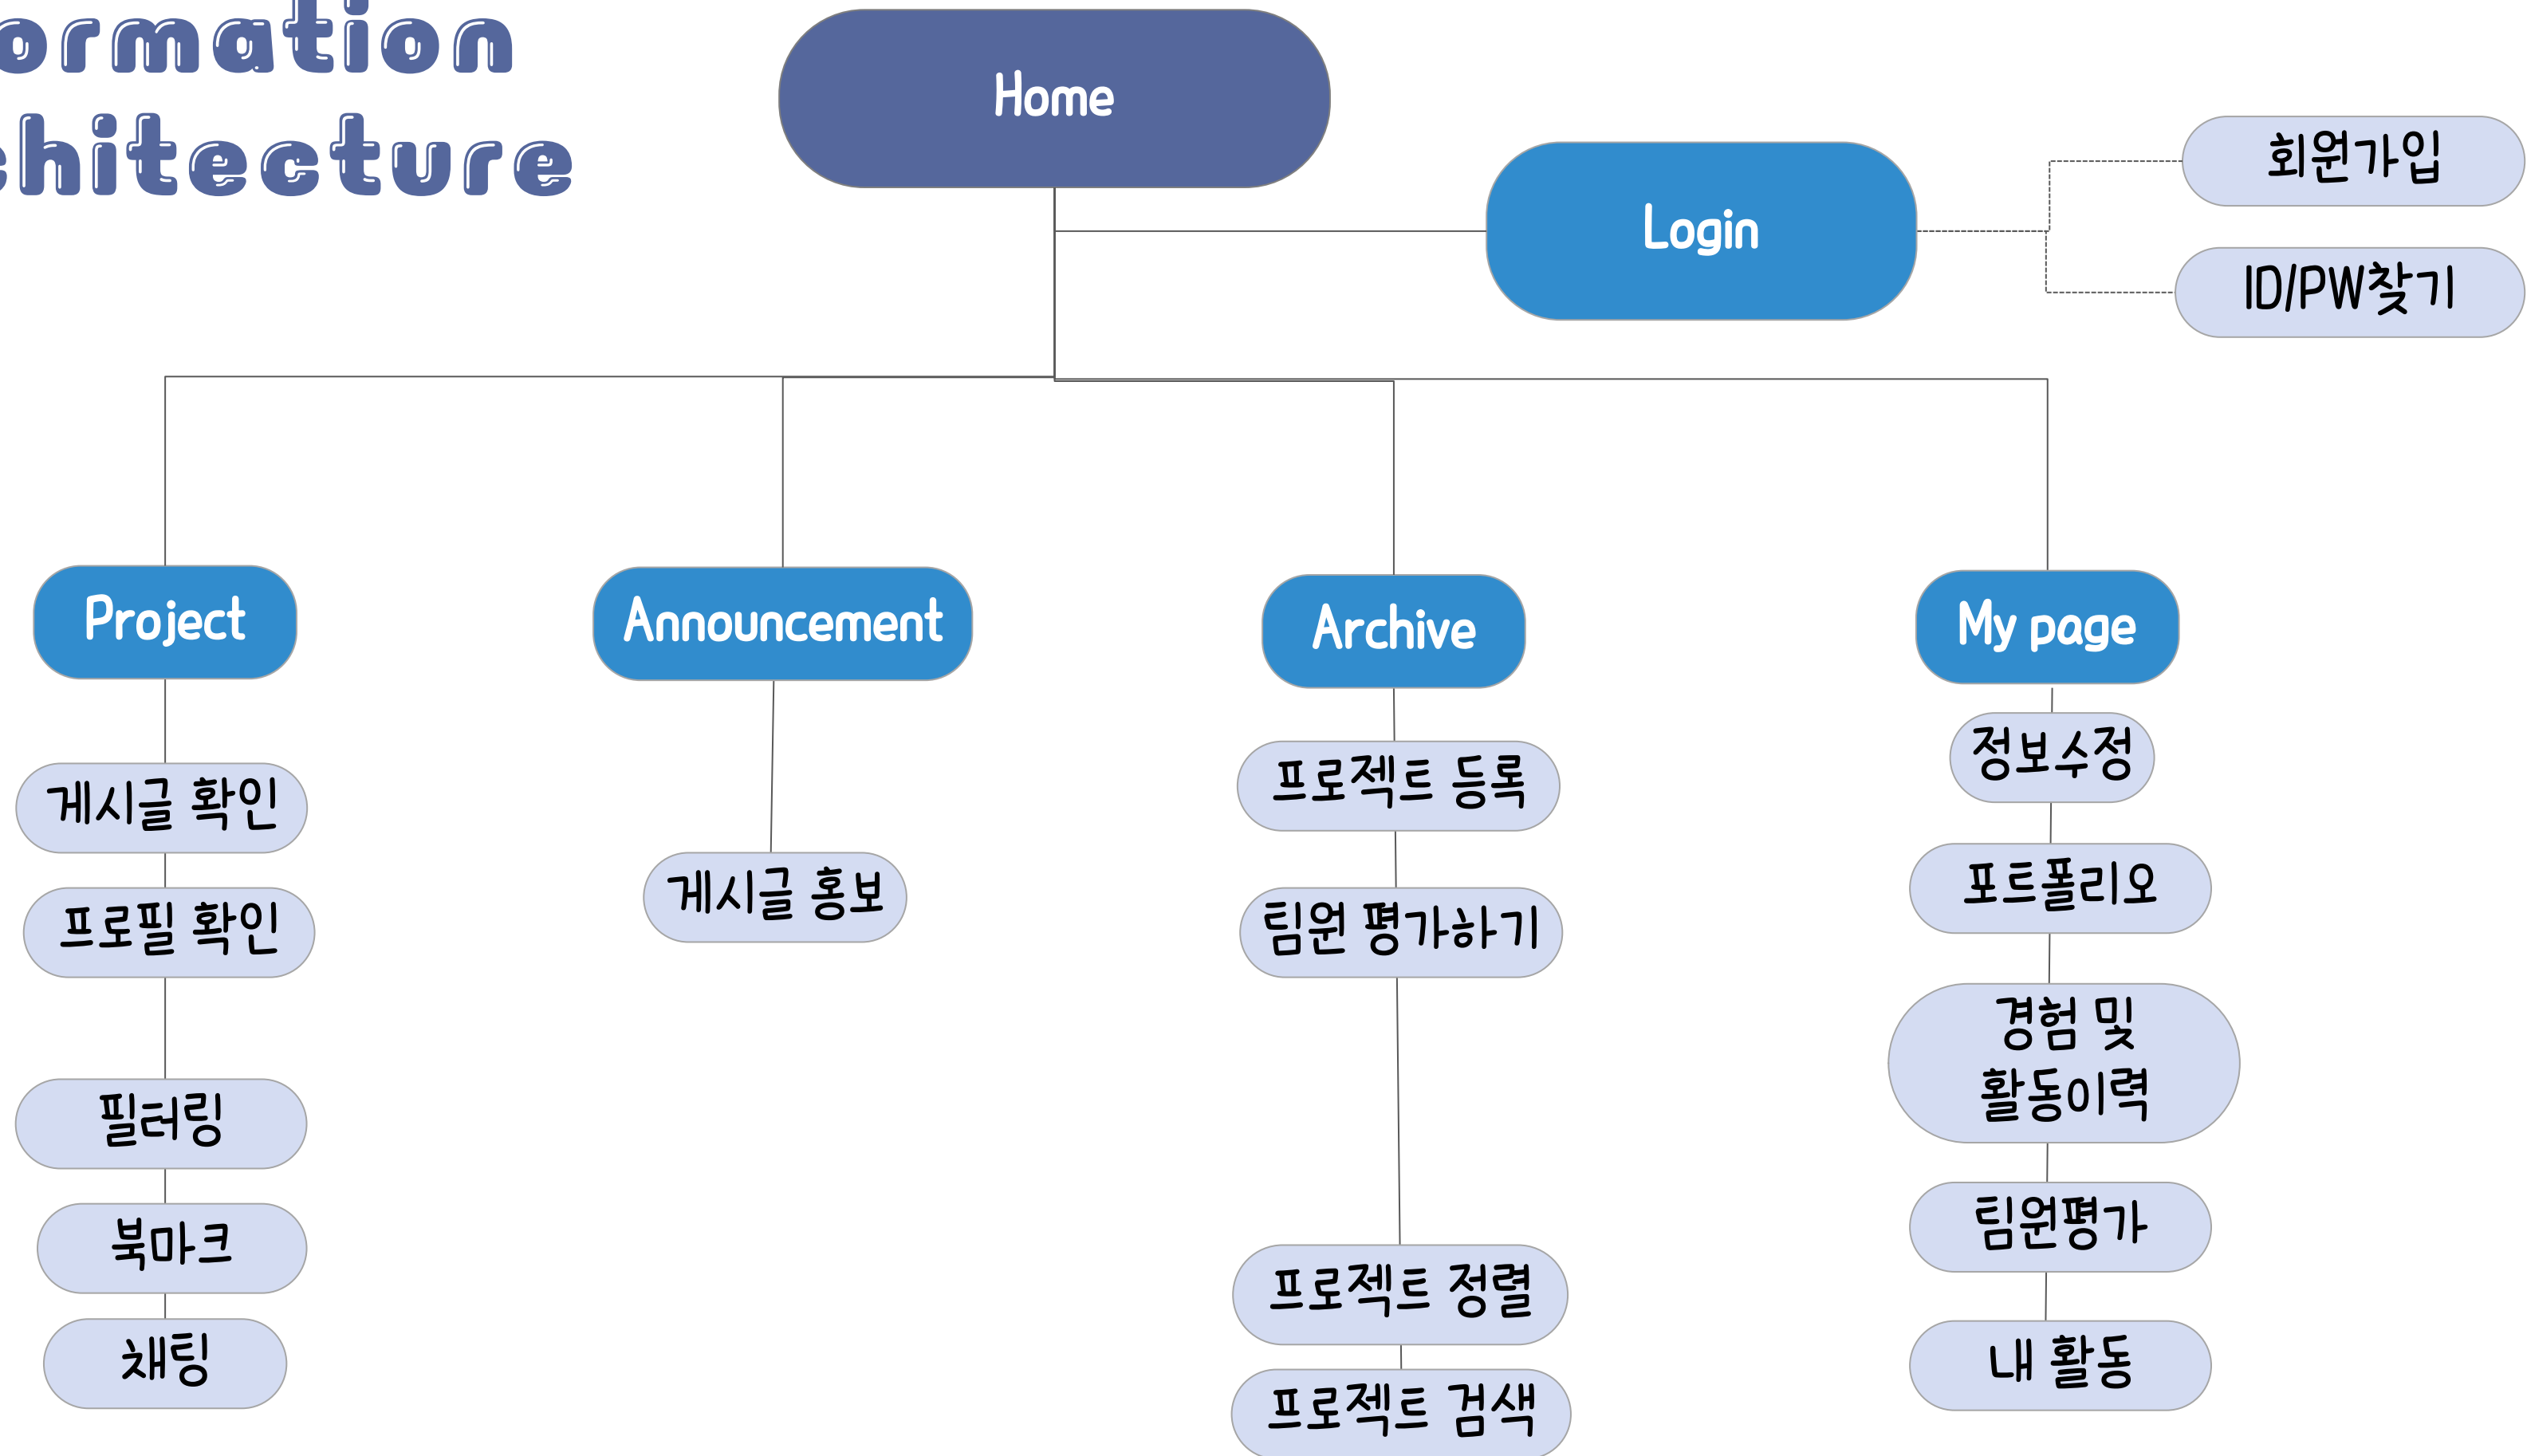 ormation
chitecture
Home
Login
회원가입
ID/PW찾기
Project
게시글 확인
프로필 확인
필터링
북마크
채팅
Announcement
게시글 홍보
Archive
프로젝트 등록
팀원 평가하기
프로젝트 정렬
프로젝트 검색
My page
정보수정
포트폴리오
경험 및
활동이력
팀원평가
내 활동